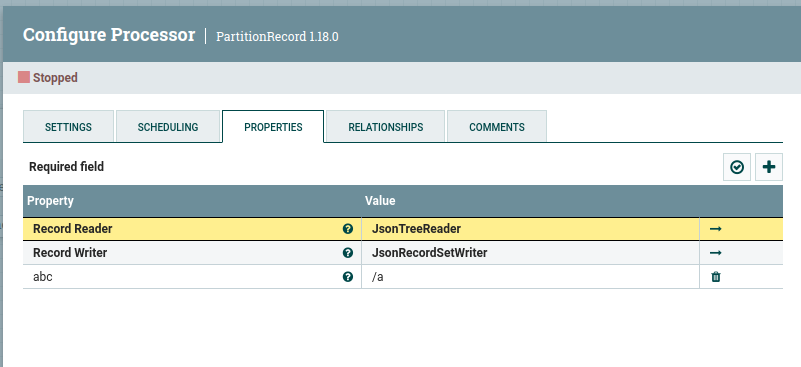 Configure Processor | PartitionRecord 1.18.0
Stopped
SETTINGS SCHEDULING PROPERTIES RELATIONSHIPS COMMENTS
Required field
Property Value
Record Reader JsonTreeReader
Record Writer JsonRecordSetWriter
abc /a